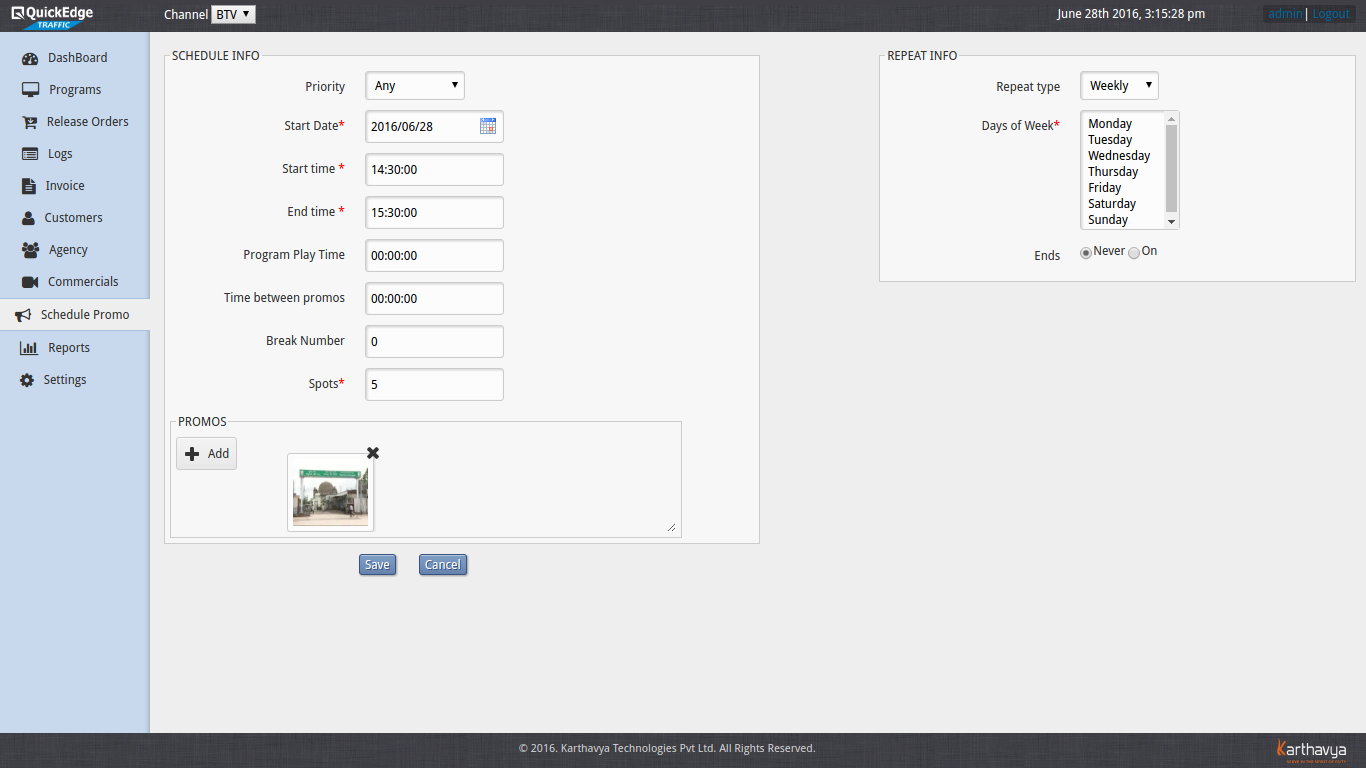 QuickEdge
TRAFFIC
Channel BTV
June 28th 2016, 3:15:28 pm
admin | Logout
DashBoard
Programs
Release Orders
Logs
Invoice
Customers
Agency
Commercials
Schedule Promo
Reports
Settings
SCHEDULE INFO
Priority Any
Start Date* 2016/06/28
Start time * 14:30:00
End time * 15:30:00
Program Play Time 00:00:00
Time between promos 00:00:00
Break Number 0
Spots* 5
PROMOS
Add
Save Cancel
REPEAT INFO
Repeat type Weekly
Days of Week* Monday
Tuesday
Wednesday
Thursday
Friday
Saturday
Sunday
Ends Never On
© 2016. Karthavya Technologies Pvt Ltd. All Rights Reserved.
Karthavya